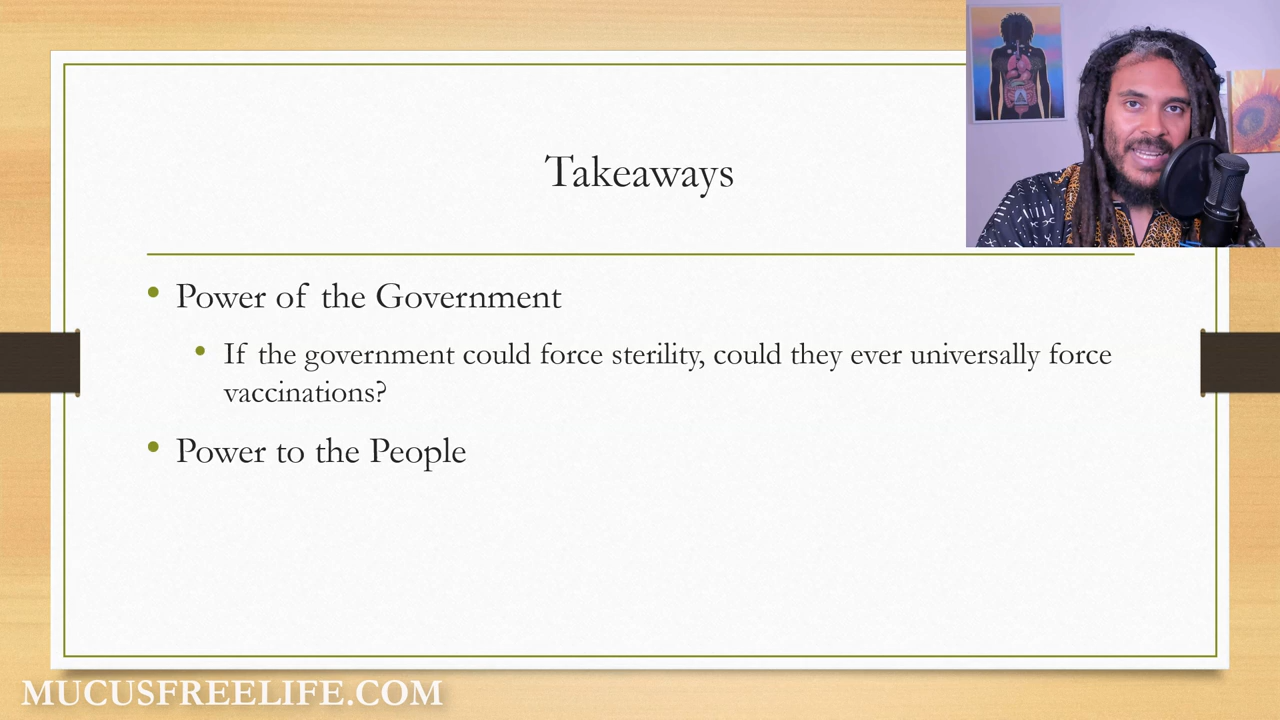 Takeaways
Power of the Government
If the government could force sterility, could they ever universally force
vaccinations?
Power to the People
MUCUSFREELIFE.COM